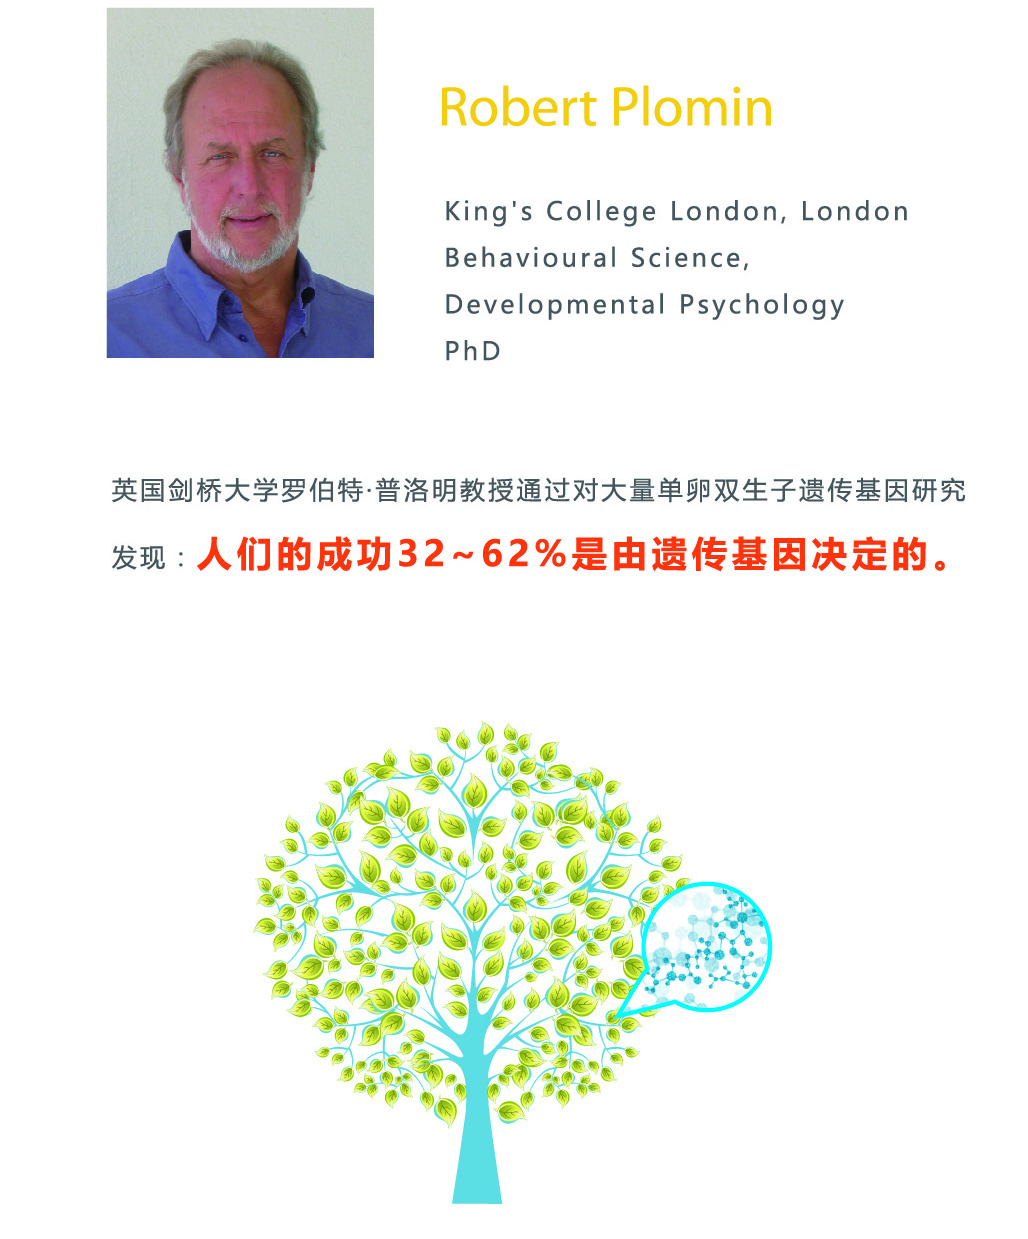 Robert Plomin
King's College London, London
Behavioural Science,
Developmental Psychology
PhD
英国剑桥大学罗伯特·普洛明教授通过对大量单卵双生子遗传基因研究
发现：人们的成功32~62%是由遗传基因决定的。